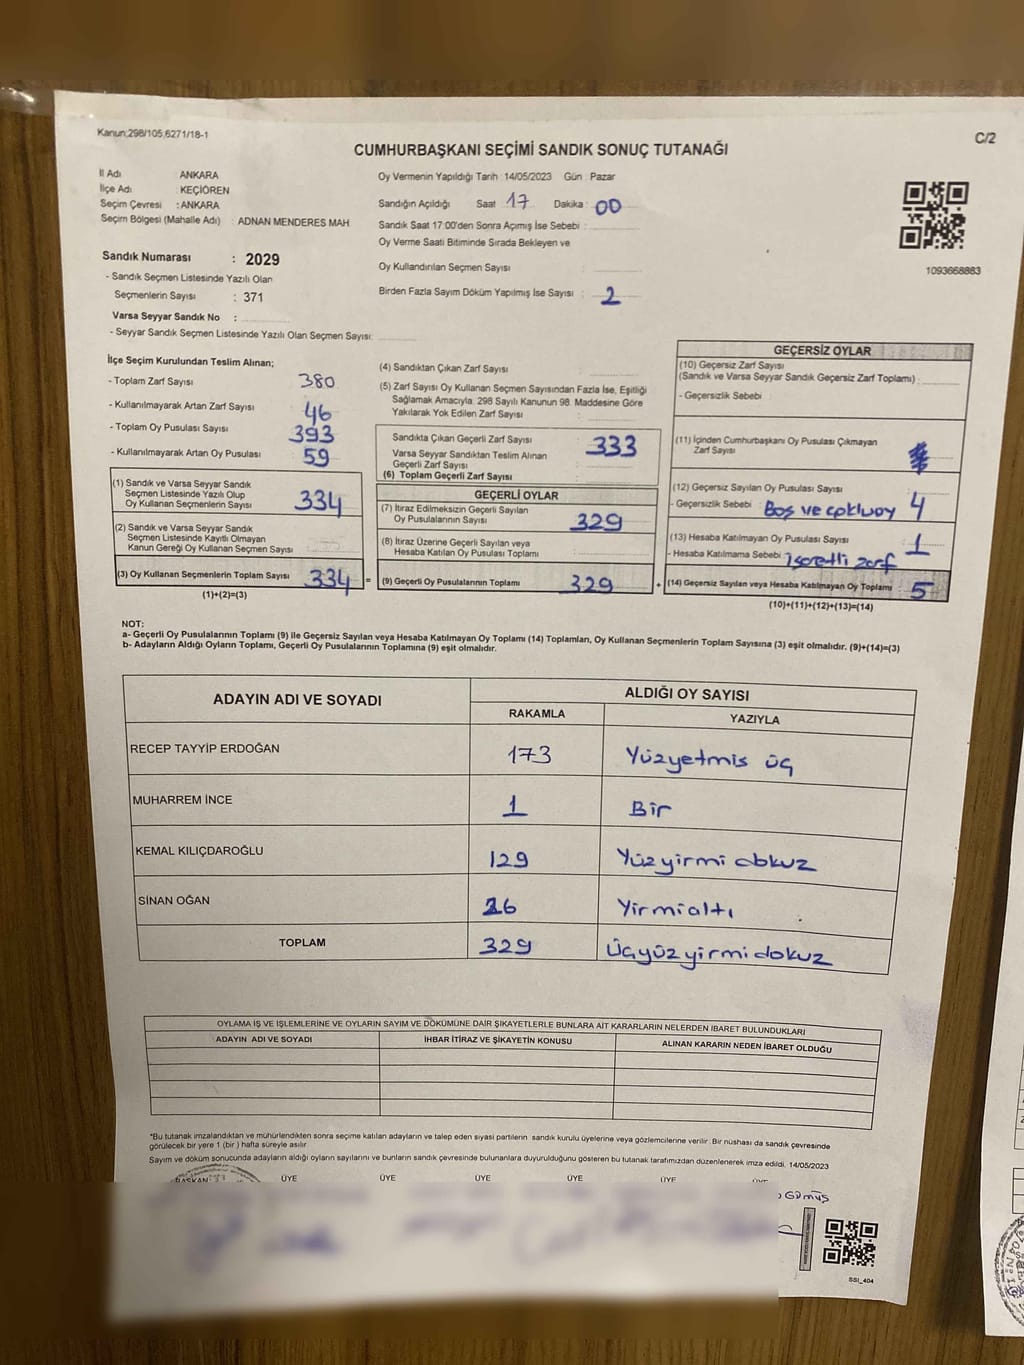 Kanun;298/105,6271/18-1
C/2
CUMHURBAŞKANI SEÇİMİ SANDIK SONUÇ TUTANAĞI
İl Adı : ANKARA
İlçe Adı : KEÇİÖREN
Seçim Çevresi : ANKARA
Seçim Bölgesi (Mahalle Adı) : ADNAN MENDERES MAH
Sandık Numarası : 2029
- Sandık Seçmen Listesinde Yazılı Olan
Seçmenlerin Sayısı : 371
Varsa Seyyar Sandık No :
- Seyyar Sandık Seçmen Listesinde Yazılı Olan Seçmen Sayısı:
Oy Vermenin Yapıldığı Tarih : 14/05/2023 Gün : Pazar
Sandığın Açıldığı Saat : 17 Dakika : 00
Sandık Saat 17:00'den Sonra Açımış İse Sebebi :
Oy Verme Saati Bitiminde Sırada Bekleyen ve
Oy Kullandırılan Seçmen Sayısı :
Birden Fazla Sayım Döküm Yapılmış İse Sayısı : 2
1093668883
İlçe Seçim Kurulundan Teslim Alınan;
- Toplam Zarf Sayısı 380
- Kullanılmayarak Artan Zarf Sayısı 46
- Toplam Oy Pusulası Sayısı 393
- Kullanılmayarak Artan Oy Pusulası 59
(1) Sandık ve Varsa Seyyar Sandık
Seçmen Listesinde Yazılı Olup
Oy Kullanan Seçmenlerin Sayısı 334
(2) Sandık ve Varsa Seyyar Sandık
Seçmen Listesinde Kayıtlı Olmayan
Kanun Gereği Oy Kullanan Seçmen Sayısı
(3) Oy Kullanan Seçmenlerin Toplam Sayısı 334 =
(1)+(2)=(3)
(4) Sandıktan Çıkan Zarf Sayısı :
(5) Zarf Sayısı Oy Kullanan Seçmen Sayısından Fazla İse, Eşitliği
Sağlamak Amacıyla; 298 Sayılı Kanunun 98. Maddesine Göre
Yakılarak Yok Edilen Zarf Sayısı :
Sandıkta Çıkan Geçerli Zarf Sayısı : 333
Varsa Seyyar Sandıktan Teslim Alınan
Geçerli Zarf Sayısı :
(6) Toplam Geçerli Zarf Sayısı
GEÇERLİ OYLAR
(7) İtiraz Edilmeksizin Geçerli Sayılan
Oy Pusulalarının Sayısı : 329
(8) İtiraz Üzerine Geçerli Sayılan veya
Hesaba Katılan Oy Pusulası Toplamı :
(9) Geçerli Oy Pusulalarının Toplamı 329 +
GEÇERSİZ OYLAR
(10) Geçersiz Zarf Sayısı
(Sandık ve Varsa Seyyar Sandık Geçersiz Zarf Toplamı) :
- Geçersizlik Sebebi :
(11) İçinden Cumhurbaşkanı Oy Pusulası Çıkmayan
Zarf Sayısı :
(12) Geçersiz Sayılan Oy Pusulası Sayısı :
- Geçersizlik Sebebi : Boş ve çokluoy 4
(13) Hesaba Katılmayan Oy Pusulası Sayısı : 1
- Hesaba Katılmama Sebebi : işaretli zarf
(14) Geçersiz Sayılan veya Hesaba Katılmayan Oy Toplamı 5
(10)+(11)+(12)+(13)=(14)
NOT:
a- Geçerli Oy Pusulalarının Toplamı (9) ile Geçersiz Sayılan veya Hesaba Katılmayan Oy Toplamı (14) Toplamları, Oy Kullanan Seçmenlerin Toplam Sayısına (3) eşit olmalıdır. (9)+(14)=(3)
b- Adayların Aldığı Oyların Toplamı, Geçerli Oy Pusulalarının Toplamına (9) eşit olmalıdır.
ADAYIN ADI VE SOYADI ALDIĞI OY SAYISI
RAKAMLA YAZIYLA
RECEP TAYYİP ERDOĞAN 173 Yüzyetmiş üç
MUHARREM İNCE 1 Bir
KEMAL KILIÇDAROĞLU 129 Yüzyirmi dokuz
SİNAN OĞAN 26 Yirmialtı
TOPLAM 329 Üçyüzyirmidokuz
OYLAMA İŞ VE İŞLEMLERİNE VE OYLARIN SAYIM VE DÖKÜMÜNE DAİR ŞİKAYETLERLE BUNLARA AİT KARARLARIN NELERDEN İBARET BULUNDUKLARI
ADAYIN ADI VE SOYADI İHBAR İTİRAZ VE ŞİKAYETİN KONUSU ALINAN KARARIN NEDEN İBARET OLDUĞU
*Bu tutanak imzalandıktan ve mühürlendikten sonra seçime katılan adayların ve talep eden siyasi partilerin sandık kurulu üyelerine veya gözlemcilerine verilir. Bir nüshası da sandık çevresinde
görülecek bir yere 1 (bir ) hafta süreyle asılır
Sayım ve döküm sonucunda adayların aldığı oyların sayılarını ve bunların sandık çevresinde bulunanlara duyurulduğunu gösteren bu tutanak tarafımızdan düzenlenerek imza edildi. 14/05/2023
BAŞKAN ÜYE ÜYE ÜYE ÜYE ÜYE
Gümüş
SSI_404